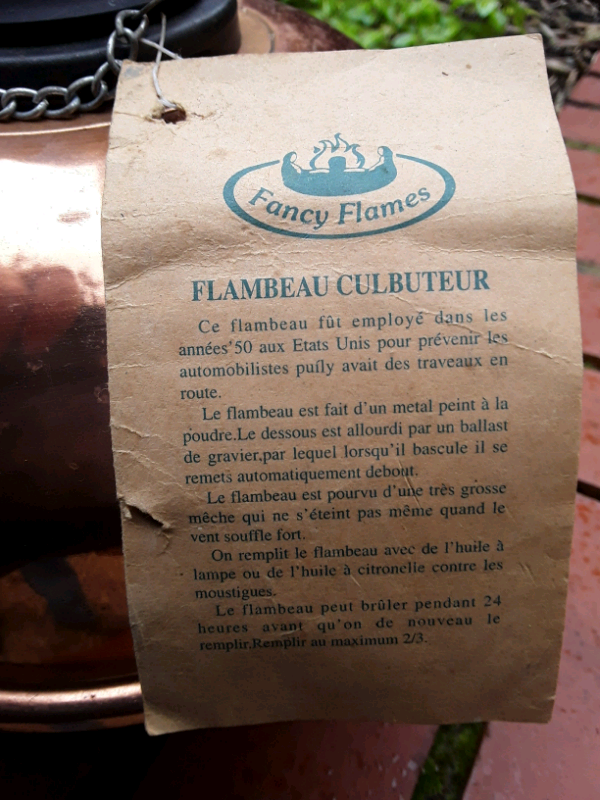 Fancy Flames
FLAMBEAU CULBUTEUR
Ce flambeau fût employé dans les
années'50 aux Etats Unis pour prévenir les
automobilistes pufly avait des traveaux en
route.
Le flambeau est fait d'un metal peint à la
poudre.Le dessous est allourdi par un ballast
de gravier,par lequel lorsqu'il bascule il se
remets automatiquement debout.
Le flambeau est pourvu d'une très grosse
mêche qui ne s'éteint pas même quand le
vent souffle fort.
On remplit le flambeau avec de l'huile à
lampe ou de l'huile à citronelle contre les
moustigues.
Le flambeau peut brûler pendant 24
heures avant qu'on de nouveau le
remplir.Remplir au maximum 2/3.